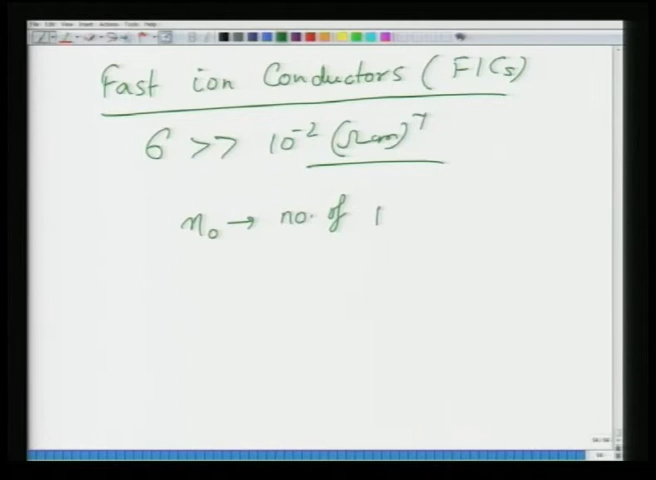 Fast ion Conductors (FICs)
σ >> 10⁻² (Ωcm)⁻¹
n₀ → no. of